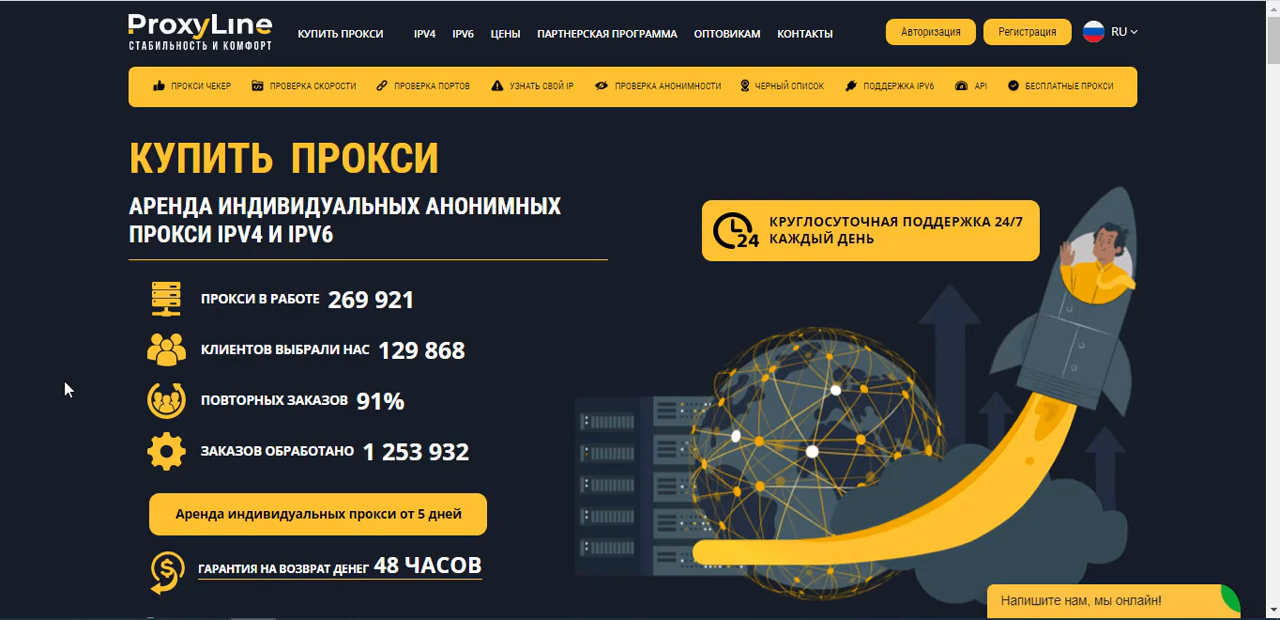 ProxyLine
СТАБИЛЬНОСТЬ И КОМФОРТ
КУПИТЬ ПРОКСИ
IPV4
IPV6
ЦЕНЫ
ПАРТНЕРСКАЯ ПРОГРАММА
ОПТОВИКАМ
КОНТАКТЫ
Авторизация
Регистрация
RU
ПРОКСИ ЧЕКЕР
ПРОВЕРКА СКОРОСТИ
ПРОВЕРКА ПОРТОВ
УЗНАТЬ СВОЙ IP
ПРОВЕРКА АНОНИМНОСТИ
ЧЕРНЫЙ СПИСОК
ПОДДЕРЖКА IPV6
API
БЕСПЛАТНЫЕ ПРОКСИ
КУПИТЬ ПРОКСИ
АРЕНДА ИНДИВИДУАЛЬНЫХ АНОНИМНЫХ
ПРОКСИ IPV4 И IPV6
24
КРУГЛОСУТОЧНАЯ ПОДДЕРЖКА 24/7
КАЖДЫЙ ДЕНЬ
ПРОКСИ В РАБОТЕ 269 921
КЛИЕНТОВ ВЫБРАЛИ НАС 129 868
ПОВТОРНЫХ ЗАКАЗОВ 91%
ЗАКАЗОВ ОБРАБОТАНО 1 253 932
Аренда индивидуальных прокси от 5 дней
ГАРАНТИЯ НА ВОЗВРАТ ДЕНЕГ 48 ЧАСОВ
Напишите нам, мы онлайн!